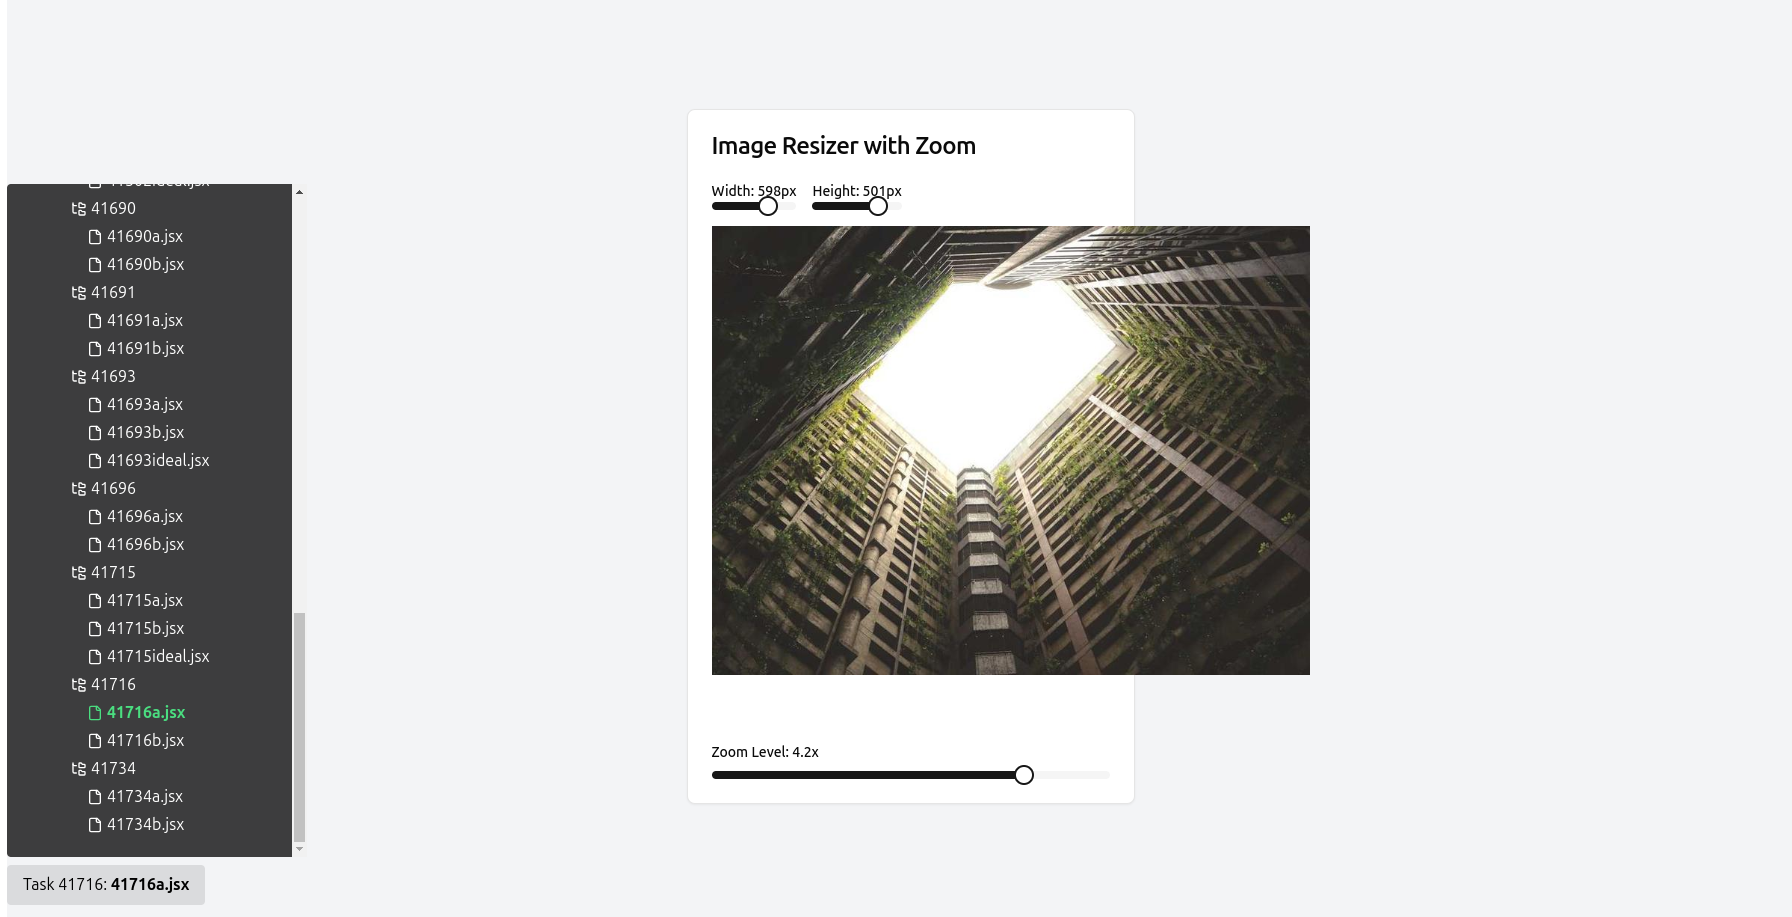 41690
41690a.jsx
41690b.jsx
41691
41691a.jsx
41691b.jsx
41693
41693a.jsx
41693b.jsx
41693ideal.jsx
41696
41696a.jsx
41696b.jsx
41715
41715a.jsx
41715b.jsx
41715ideal.jsx
41716
41716a.jsx
41716b.jsx
41734
41734a.jsx
41734b.jsx
Task 41716: 41716a.jsx
Image Resizer with Zoom
Width: 598px Height: 501px
Zoom Level: 4.2x